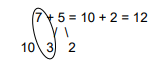 7 + 5 = 10 + 2 = 12
10 3 2